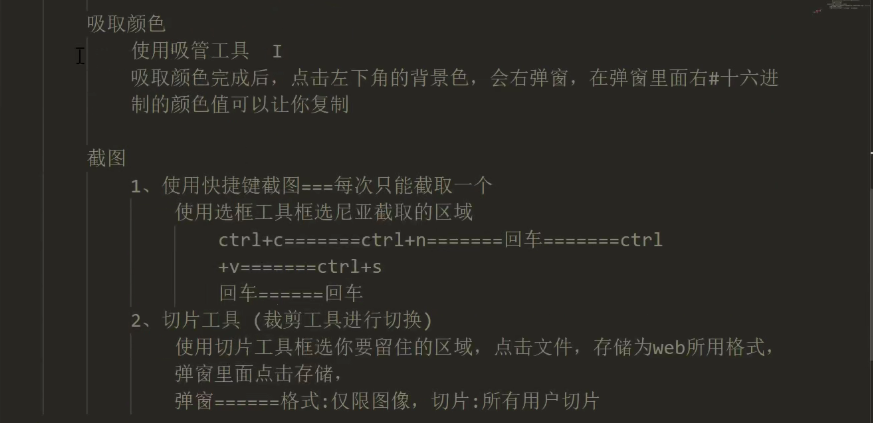 吸取颜色
使用吸管工具
吸取颜色完成后，点击左下角的背景色，会右弹窗，在弹窗里面右#十六进
制的颜色值可以让你复制
截图
1、使用快捷键截图===每次只能截取一个
使用选框工具框选尼亚截取的区域
ctrl+c=======ctrl+n=======回车=======ctrl
+v=======ctrl+s
回车======回车
2、切片工具 (裁剪工具进行切换)
使用切片工具框选你要留住的区域，点击文件，存储为web所用格式，
弹窗里面点击存储，
弹窗======格式:仅限图像，切片:所有用户切片